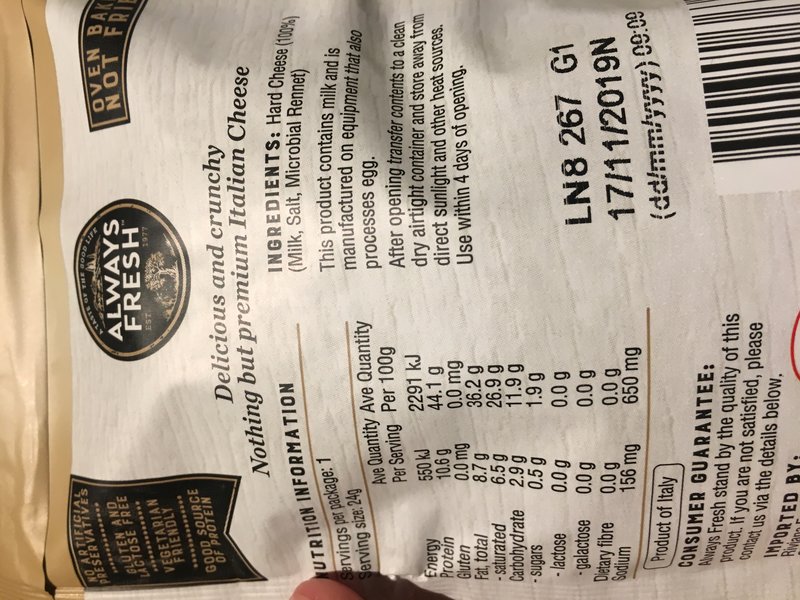 NO ARTIFICIAL
PRESERVATIVES
GLUTEN AND
LACTOSE FREE
VEGETARIAN
FRIENDLY
GOOD SOURCE
OF PROTEIN
A TASTE OF THE GOOD LIFE
ALWAYS
FRESH
EST. 1977
OVEN BAK
NOT FRI
Delicious and crunchy
Nothing but premium Italian Cheese
NUTRITION INFORMATION
Servings per package: 1
Serving size: 24g
Ave Quantity Ave Quantity
Per Serving Per 100g
Energy 550 kJ 2291 kJ
Protein 10.6 g 44.1 g
Gluten 0.0 mg 0.0 mg
Fat, total 8.7 g 36.2 g
- saturated 6.5 g 26.9 g
Carbohydrate 2.9 g 11.9 g
- sugars 0.5 g 1.9 g
- lactose 0.0 g 0.0 g
- galactose 0.0 g 0.0 g
Dietary fibre 0.0 g 0.0 g
Sodium 156 mg 650 mg
INGREDIENTS: Hard Cheese (100%)
(Milk, Salt, Microbial Rennet)
This product contains milk and is
manufactured on equipment that also
processes egg.
After opening transfer contents to a clean
dry airtight container and store away from
direct sunlight and other heat sources.
Use within 4 days of opening.
LN8 267 G1
17/11/2019N
(dd/mm/yyyy) 09:09
Product of Italy
CONSUMER GUARANTEE:
Always Fresh stand by the quality of this
product. If you are not satisfied, please
contact us via the details below.
IMPORTED BY: